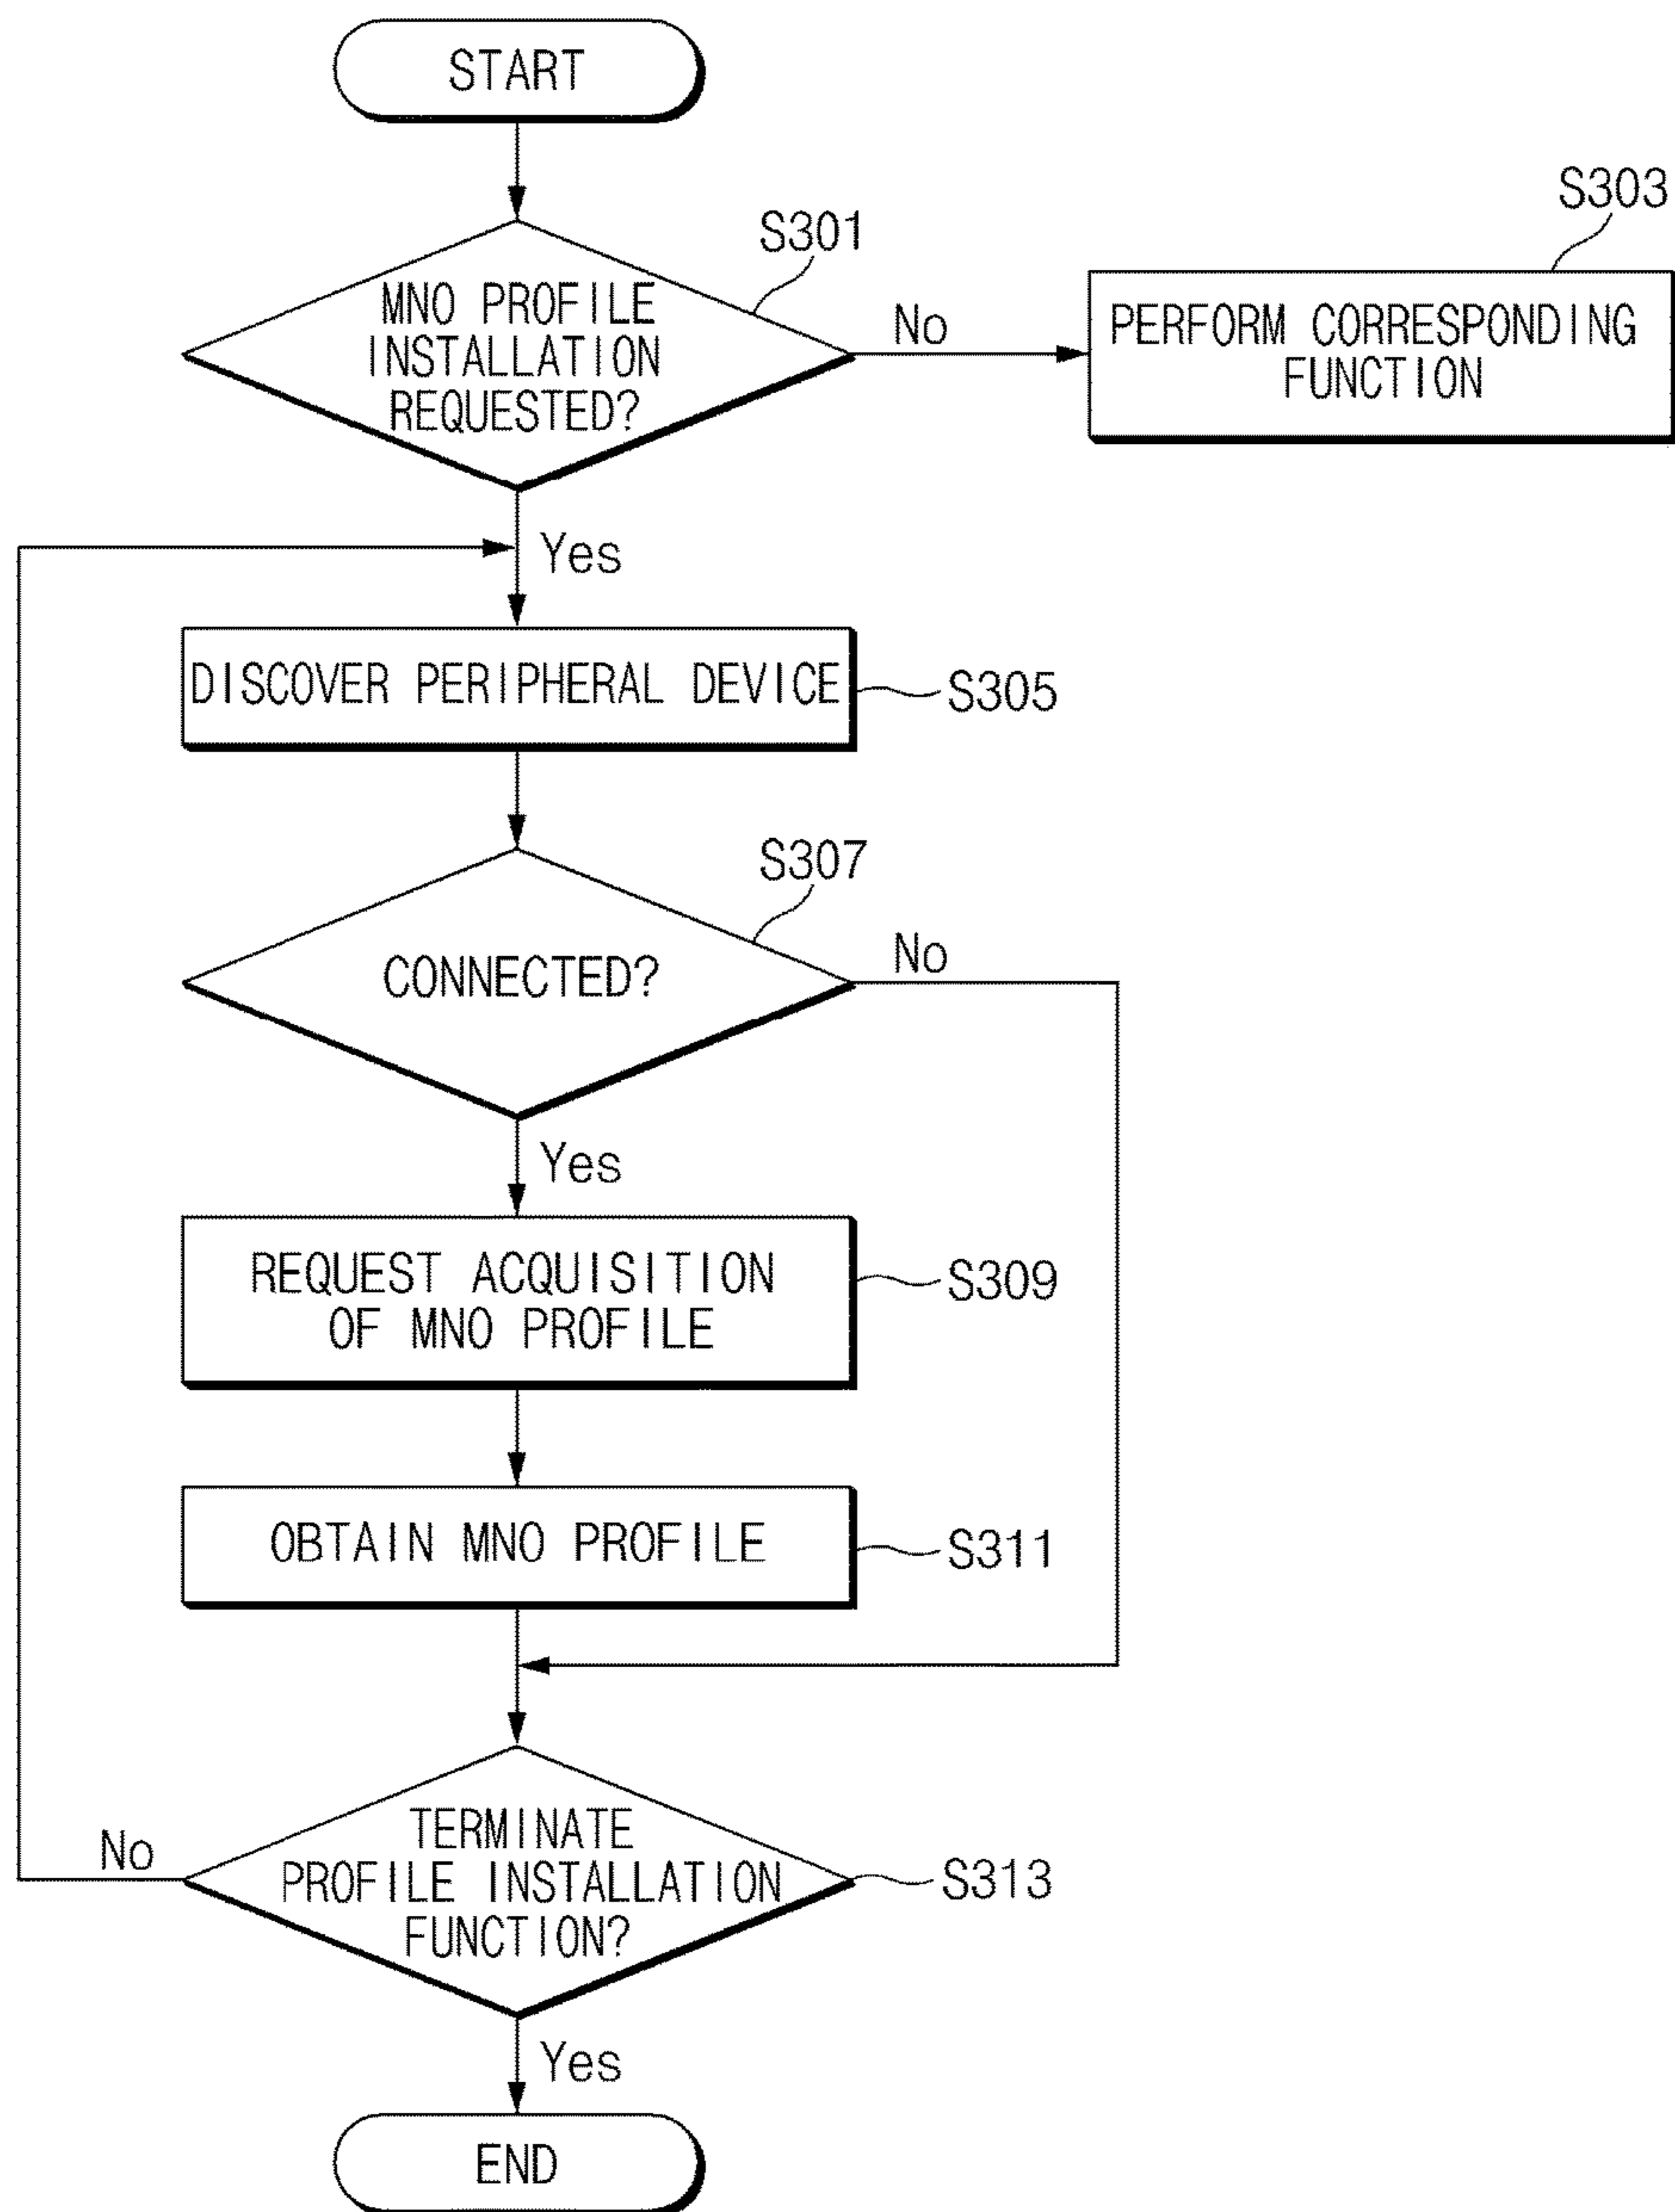 START
S301
S303
MNO PROFILE
INSTALLATION
REQUESTED?
No
PERFORM CORRESPONDING
FUNCTION
Yes
DISCOVER PERIPHERAL DEVICE
S305
S307
CONNECTED?
No
Yes
REQUEST ACQUISITION
OF MNO PROFILE
S309
OBTAIN MNO PROFILE
S311
TERMINATE
PROFILE INSTALLATION
FUNCTION?
No
S313
Yes
END